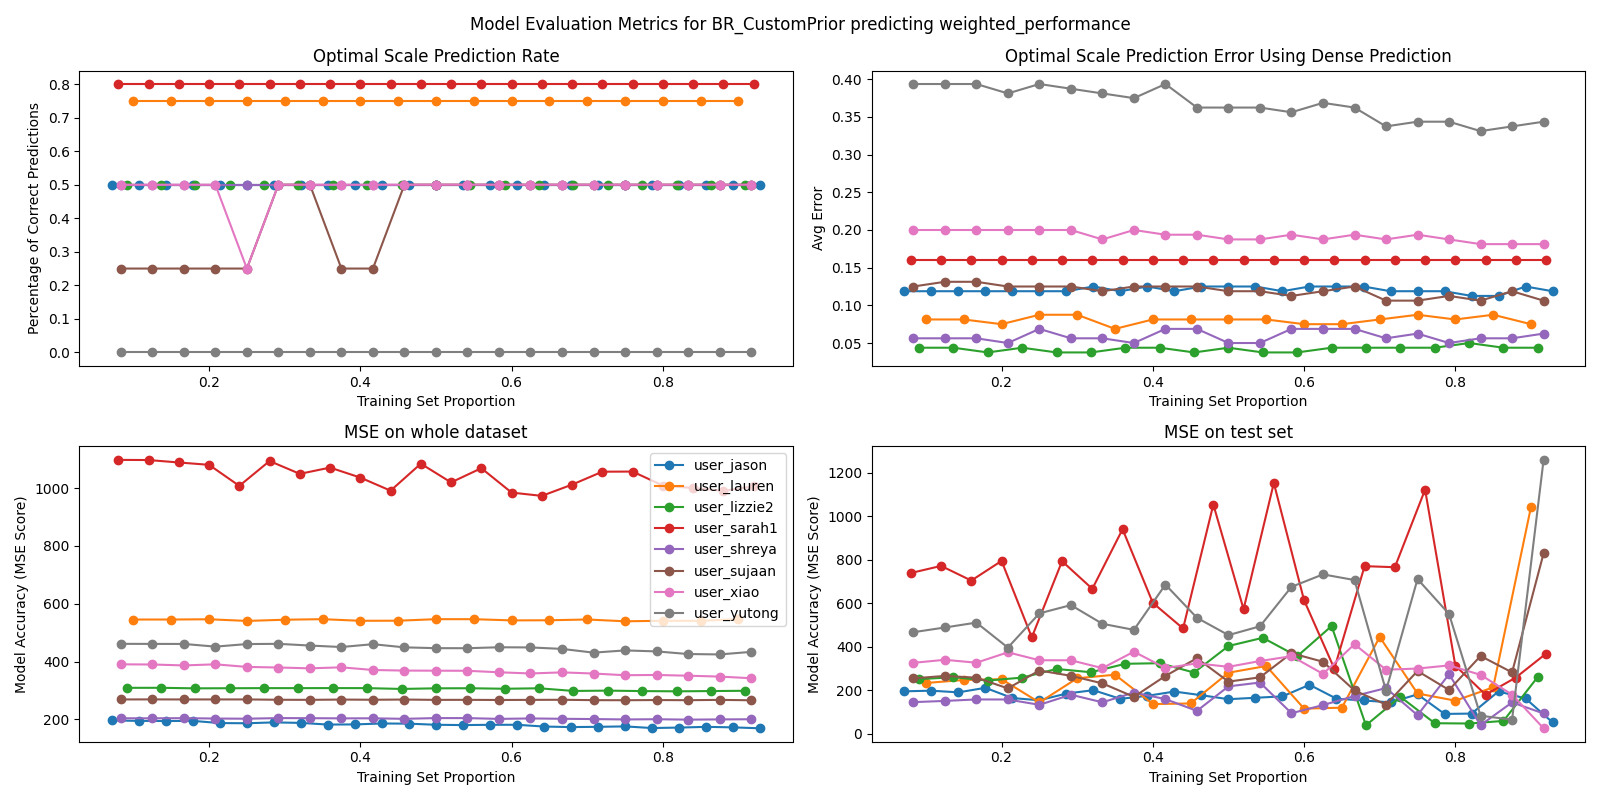 Model Evaluation Metrics for BR_CustomPrior predicting weighted_performance
Optimal Scale Prediction Rate
Percentage of Correct Predictions
0.8
0.7
0.6
0.5
0.4
0.3
0.2
0.1
0.0
0.2 0.4 0.6 0.8
Training Set Proportion
Optimal Scale Prediction Error Using Dense Prediction
Avg Error
0.40
0.35
0.30
0.25
0.20
0.15
0.10
0.05
0.2 0.4 0.6 0.8
Training Set Proportion
MSE on whole dataset
Model Accuracy (MSE Score)
1000
800
600
400
200
0.2 0.4 0.6 0.8
Training Set Proportion
user_jason
user_lauren
user_lizzie2
user_sarah1
user_shreya
user_sujaan
user_xiao
user_yutong
MSE on test set
Model Accuracy (MSE Score)
1200
1000
800
600
400
200
0
0.2 0.4 0.6 0.8
Training Set Proportion